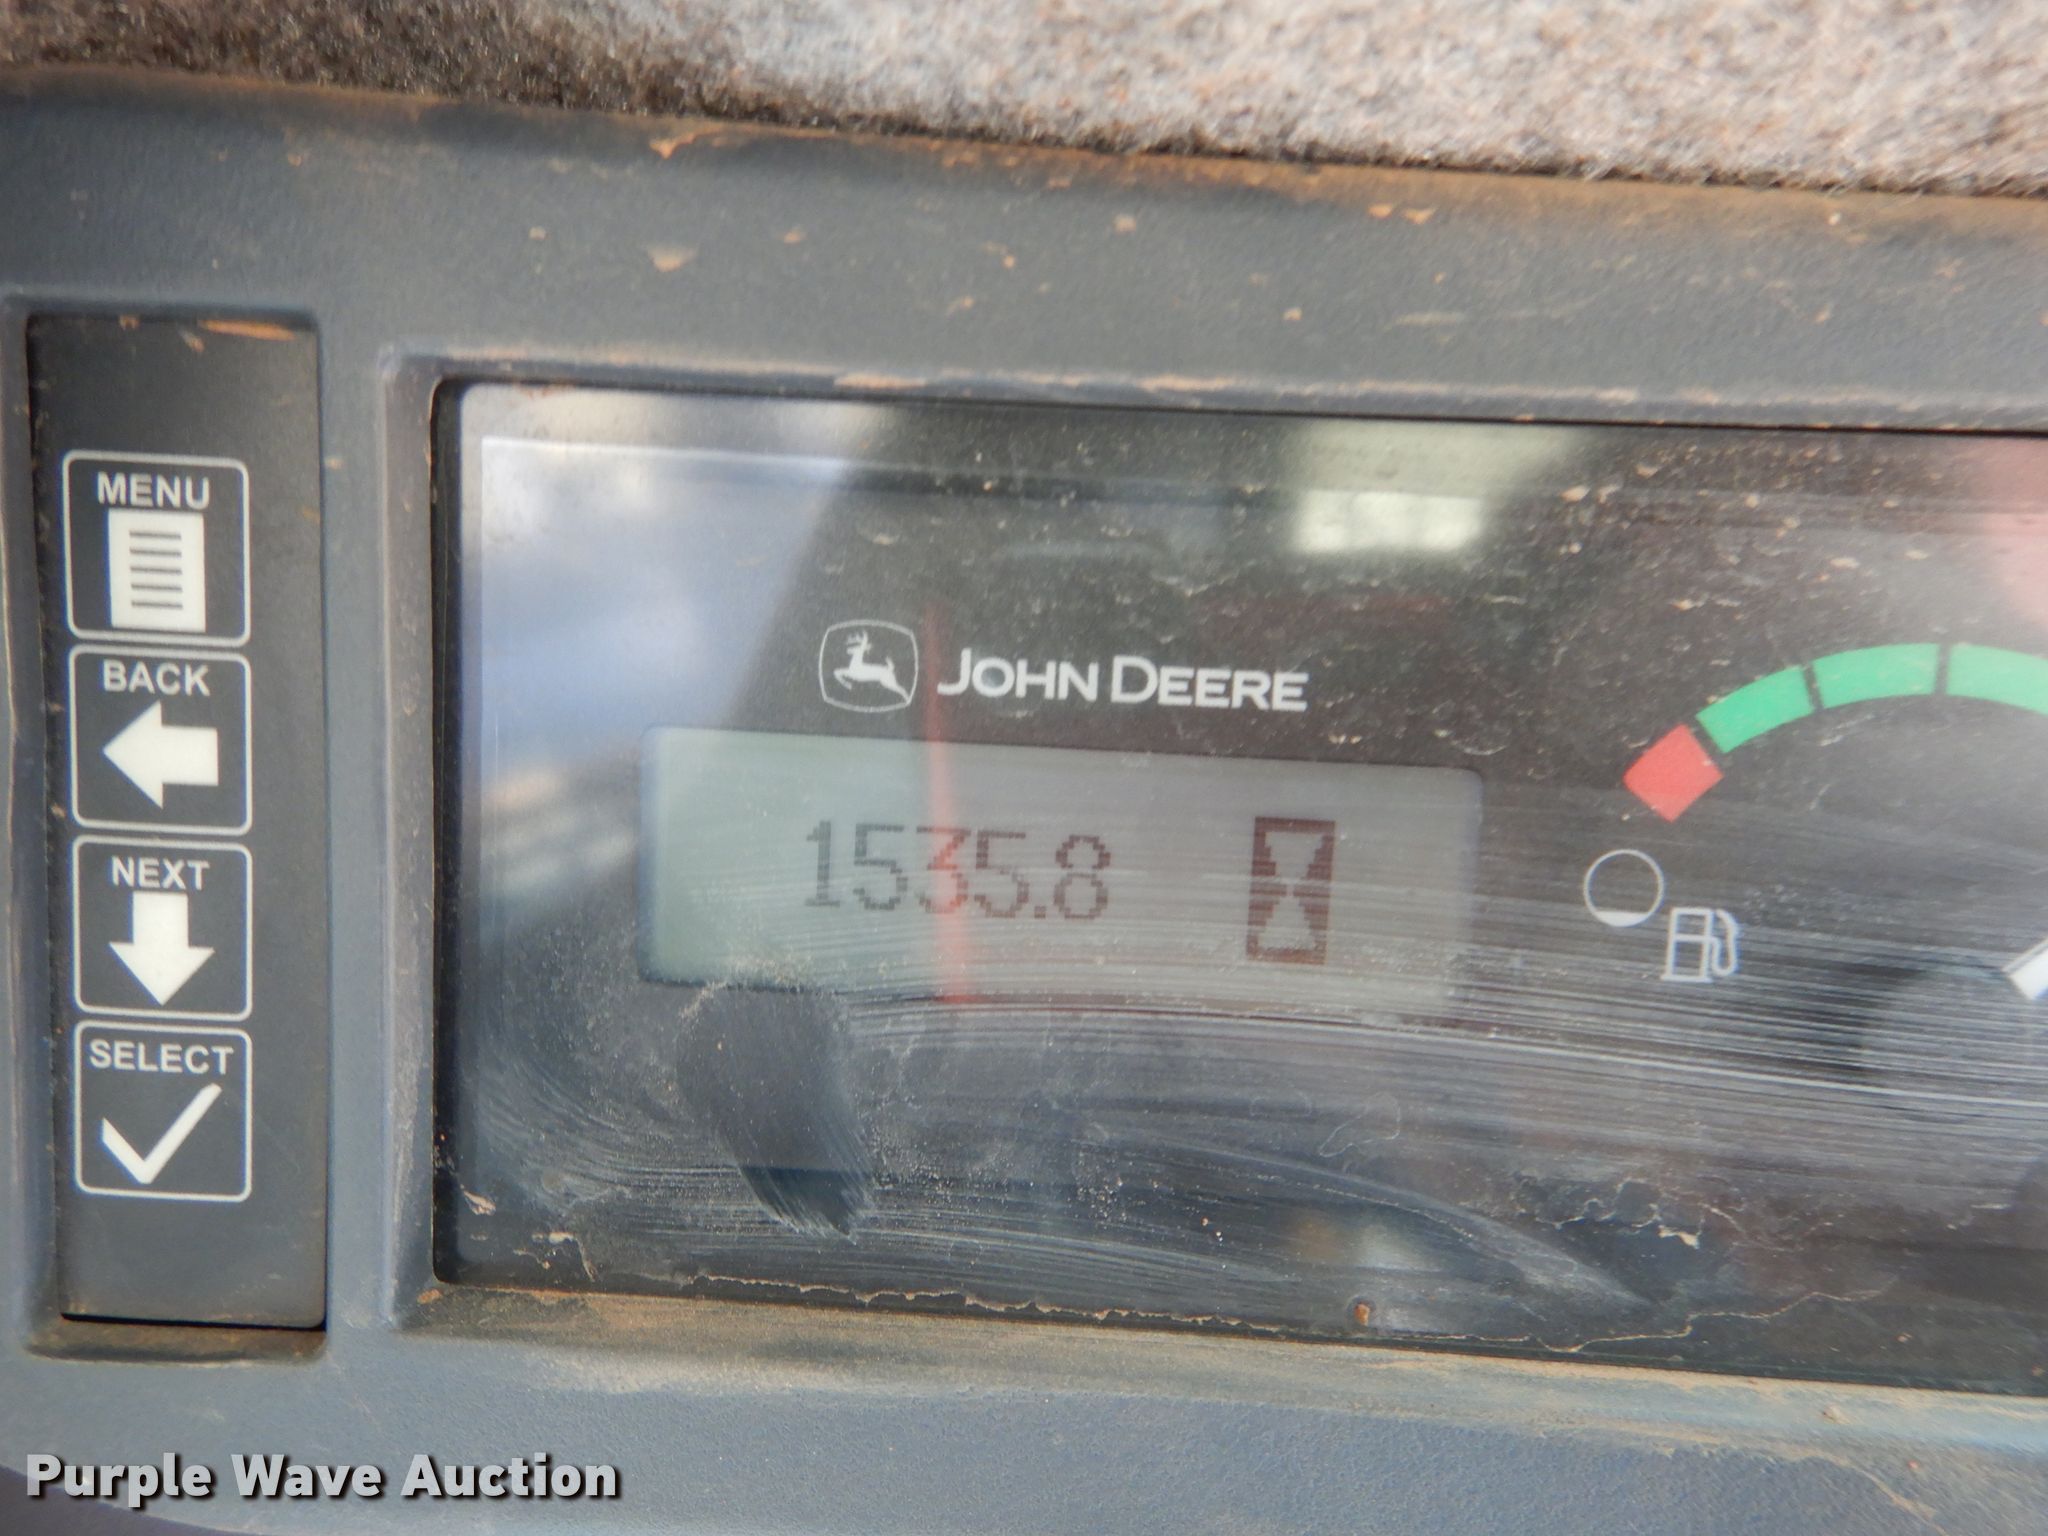 MENU
BACK
NEXT
SELECT
JOHN DEERE
1535.8
Purple Wave Auction